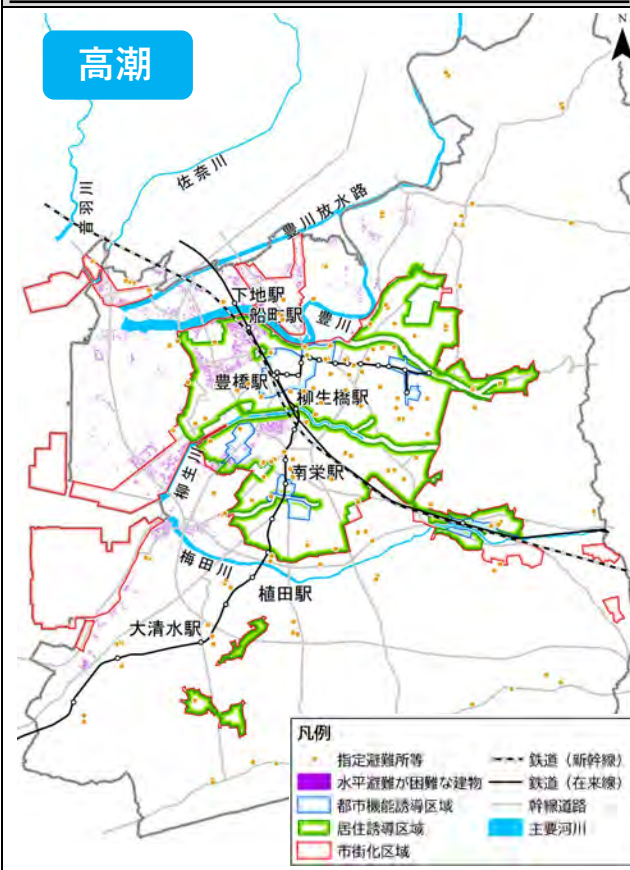 高潮
N
佐奈川
音羽川
豊川放水路
下地駅
船町駅
豊川
豊橋駅
柳生橋駅
柳生川
南栄駅
梅田川
植田駅
大清水駅
凡例
指定避難所等
水平避難が困難な建物
都市機能誘導区域
居住誘導区域
市街化区域
鉄道（新幹線）
鉄道（在来線）
幹線道路
主要河川